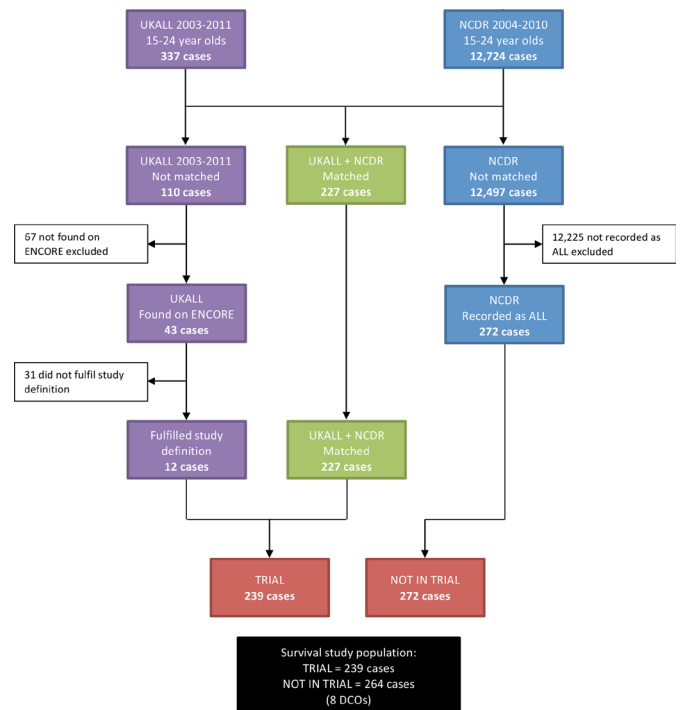 UKALL 2003-2011
15-24 year olds
337 cases
NCDR 2004-2010
15-24 year olds
12,724 cases
UKALL 2003-2011
Not matched
110 cases
UKALL + NCDR
Matched
227 cases
NCDR
Not matched
12,497 cases
67 not found on
ENCORE excluded
12,225 not recorded as
ALL excluded
UKALL
Found on ENCORE
43 cases
NCDR
Recorded as ALL
272 cases
31 did not fulfil study
definition
Fulfilled study
definition
12 cases
UKALL + NCDR
Matched
227 cases
TRIAL
239 cases
NOT IN TRIAL
272 cases
Survival study population:
TRIAL = 239 cases
NOT IN TRIAL = 264 cases
(8 DCOs)